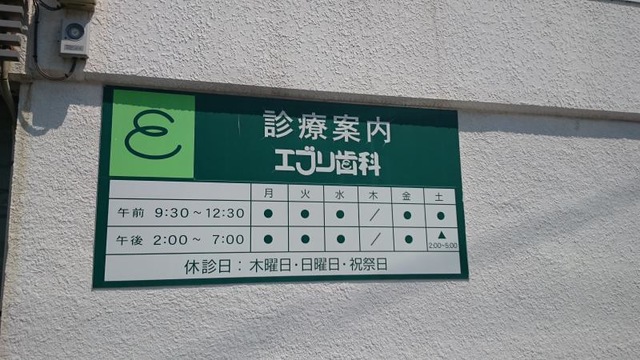 診療案内
エブリ歯科
月 火 水 木 金 土
午前 9:30～12:30 ● ● ● ／ ● ●
午後 2:00～ 7:00 ● ● ● ／ ● ▲
2:00~5:00
休診日：木曜日・日曜日・祝祭日